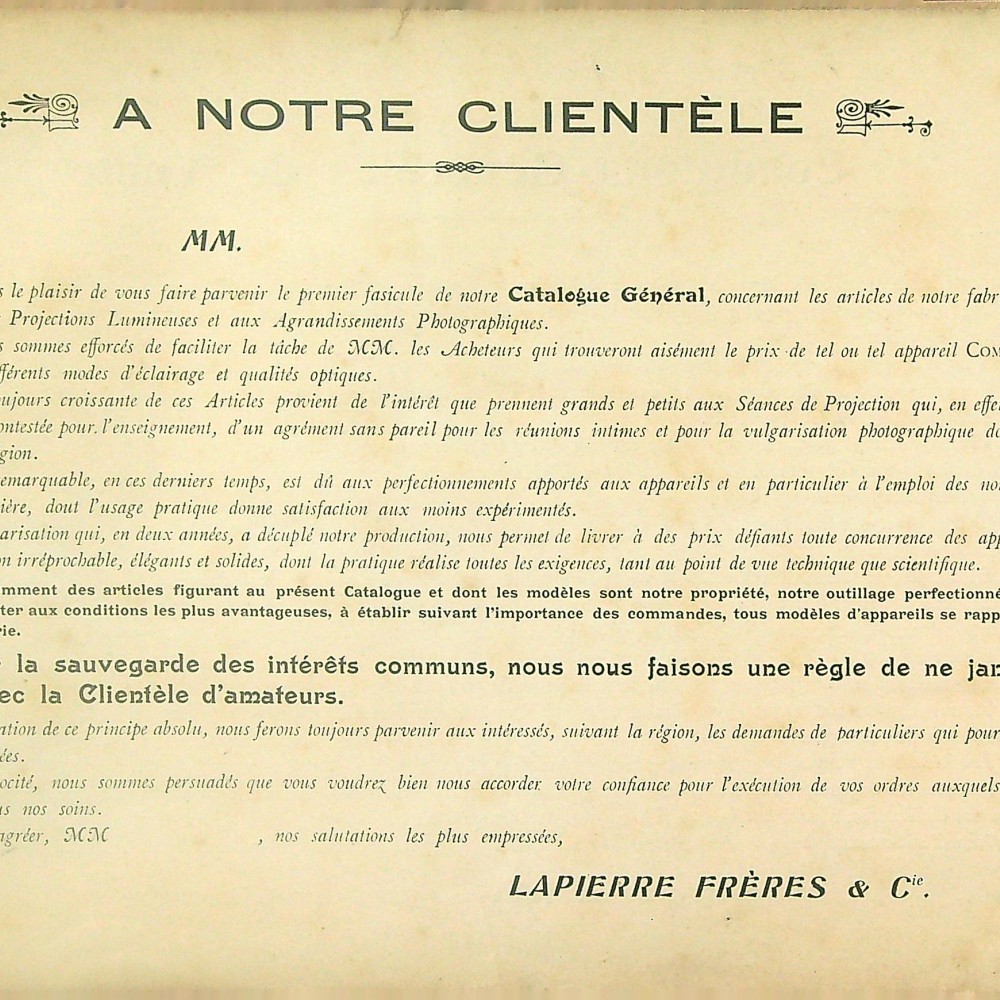 A NOTRE CLIENTÈLE
MM.
le plaisir de vous faire parvenir le premier fasicule de notre Catalogue Général, concernant les articles de notre
Projections Lumineuses et aux Agrandissements Photographiques.
sommes efforcés de faciliter la tâche de MM. les Acheteurs qui trouveront aisément le prix de tel ou tel appareil
modes d'éclairage et qualités optiques.
croissante de ces Articles provient de l'intérêt que prennent grands et petits aux Séances de Projection qui, en
pour l'enseignement, d'un agrément sans pareil pour les réunions intimes et pour la vulgarisation photographique
en ces derniers temps, est dû aux perfectionnements apportés aux appareils et en particulier à l'emploi des
dout l'usage pratique donne satisfaction aux moins expérimentés.
qui, en deux années, a décuplé notre production, nous permet de livrer à des prix défiants toute concurrence des
irréprochable, élégants et solides, dont la pratique réalise toutes les exigences, tant au point de vue technique que scientifique.
des articles figurant au présent Catalogue et dont les modèles sont notre propriété, notre outillage
aux conditions les plus avantageuses, à établir suivant l'importance des commandes, tous modèles d'appareils se
la sauvegarde des intérêts communs, nous nous faisons une règle de ne
la Clientèle d'amateurs.
de ce principe absolu, nous ferons toujours parvenir aux intéressés, suivant la région, les demandes de particuliers qui
nous sommes persuadés que vous voudrez bien nous accorder votre confiance pour l'exécution de vos ordres auxquels
nos soins.
agréer, MM , nos salutations les plus empressées,
LAPIERRE FRÈRES & Cie.